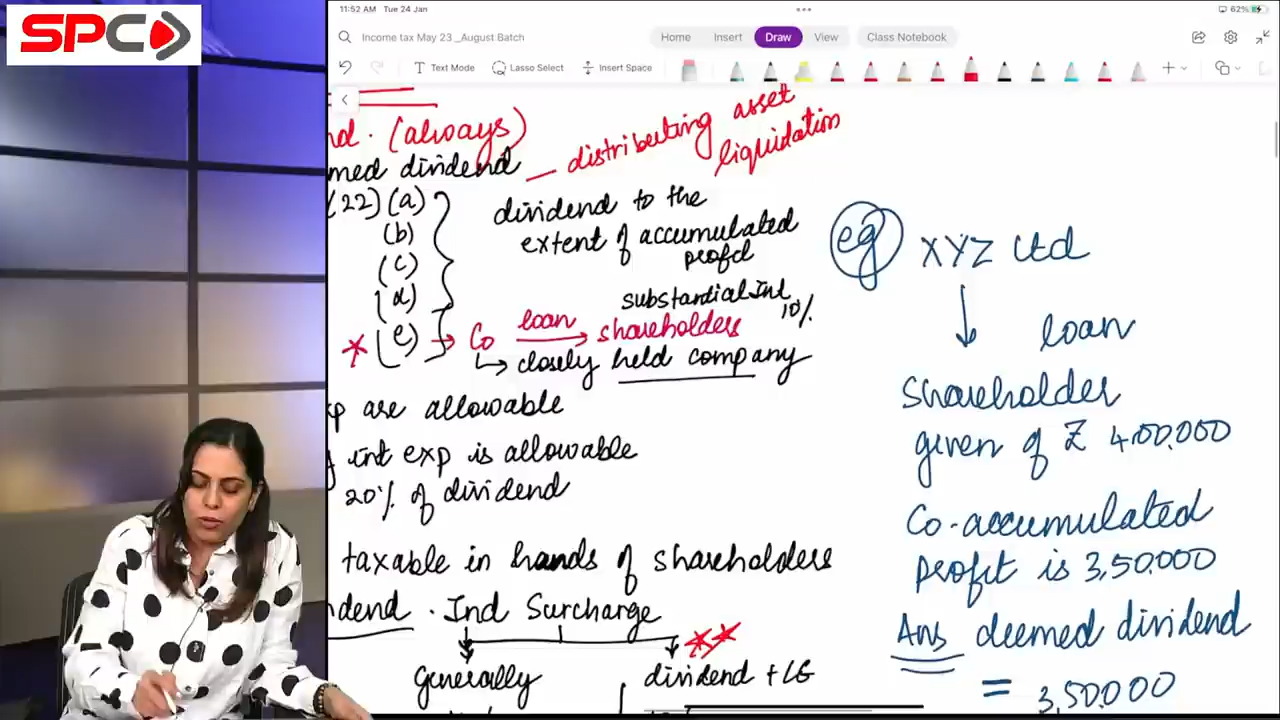 SPC
11:52 AM Tue 24 Jan
62%
Income tax May 23 _August Batch
Home Insert Draw View Class Notebook
Text Mode Lasso Select Insert Space
nd. (always)
med dividend — distributing asset
liquidation
(22) (a)
(b)
(c)
(d)
(e)
dividend to the
extent of accumulated
profit
substantial Int
10%
Co loan shareholders
closely held company
xp are allowable
int exp is allowable
20% of dividend
taxable in hands of shareholders
dend . Ind Surcharge
generally
dividend + LG
eg XYZ Ltd
loan
Shareholder
given of ₹ 4,00,000
Co-accumulated
profit is 3,50,000
Ans deemed dividend
= 3,50,000